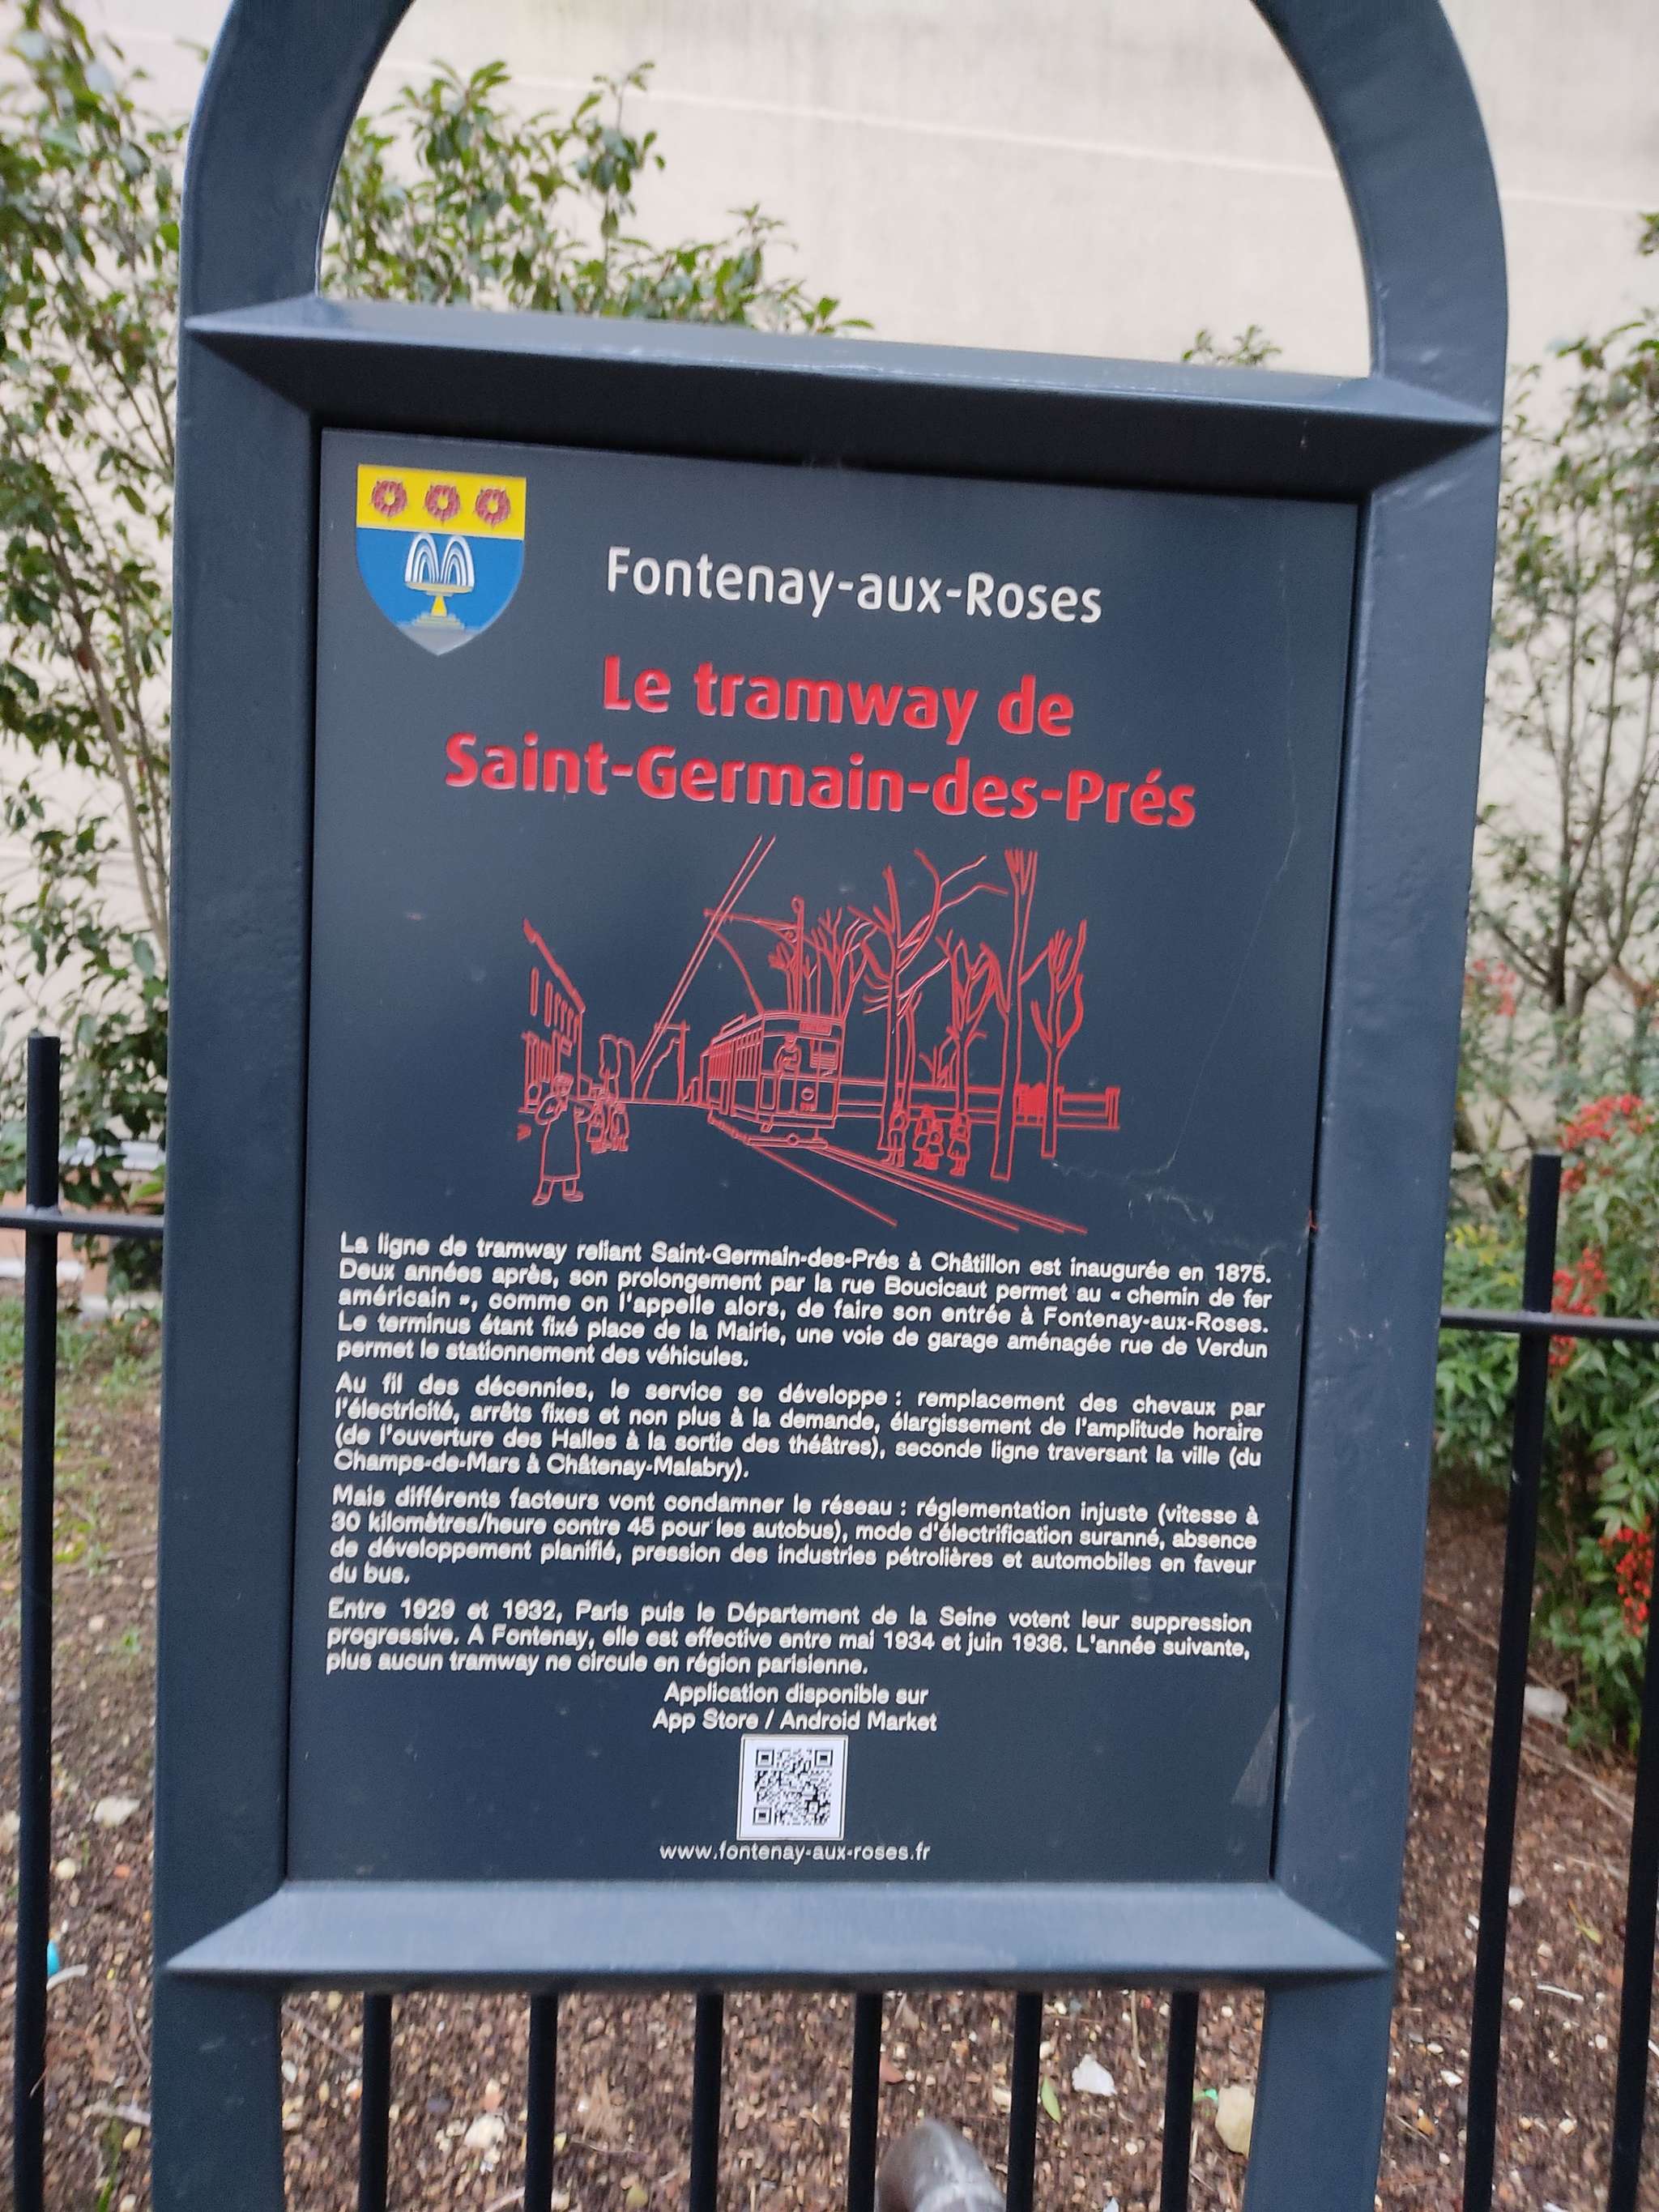 Fontenay-aux-Roses
Le tramway de
Saint-Germain-des-Prés
La ligne de tramway reliant Saint-Germain-des-Prés à Châtillon est inaugurée en 1875.
Deux années après, son prolongement par la rue Boucicaut permet au « chemin de fer
américain », comme on l'appelle alors, de faire son entrée à Fontenay-aux-Roses.
Le terminus étant fixé place de la Mairie, une voie de garage aménagée rue de Verdun
permet le stationnement des véhicules.
Au fil des décennies, le service se développe : remplacement des chevaux par
l'électricité, arrêts fixes et non plus à la demande, élargissement de l'amplitude horaire
(de l'ouverture des Halles à la sortie des théâtres), seconde ligne traversant la ville (du
Champs-de-Mars à Châtenay-Malabry).
Mais différents facteurs vont condamner le réseau : réglementation injuste (vitesse à
30 kilomètres/heure contre 45 pour les autobus), mode d'électrification suranné, absence
de développement planifié, pression des industries pétrolières et automobiles en faveur
du bus.
Entre 1929 et 1932, Paris puis le Département de la Seine votent leur suppression
progressive. A Fontenay, elle est effective entre mai 1934 et juin 1936. L'année suivante,
plus aucun tramway ne circule en région parisienne.
Application disponible sur
App Store / Android Market
www.fontenay-aux-roses.fr